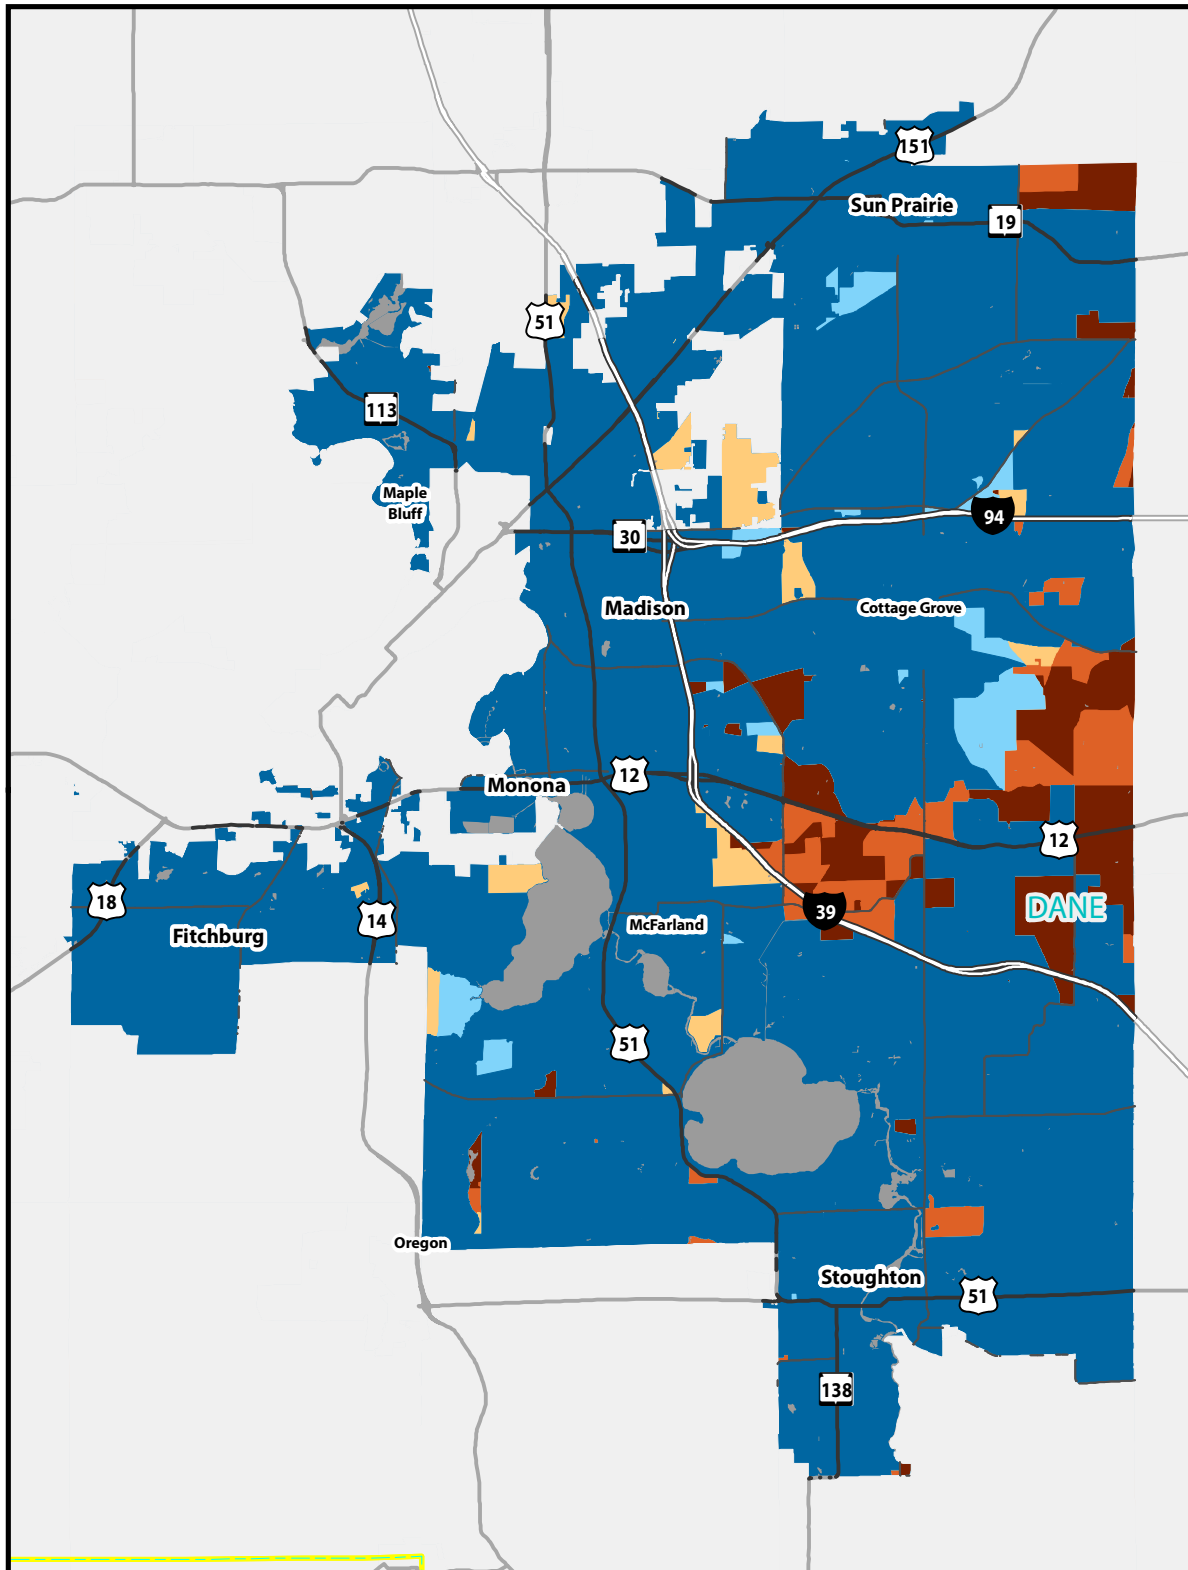 151
Sun Prairie
19
51
113
Maple
Bluff
94
30
Madison
Cottage Grove
12
Monona
12
18
39
DANE
14
McFarland
Fitchburg
51
Oregon
Stoughton
51
138